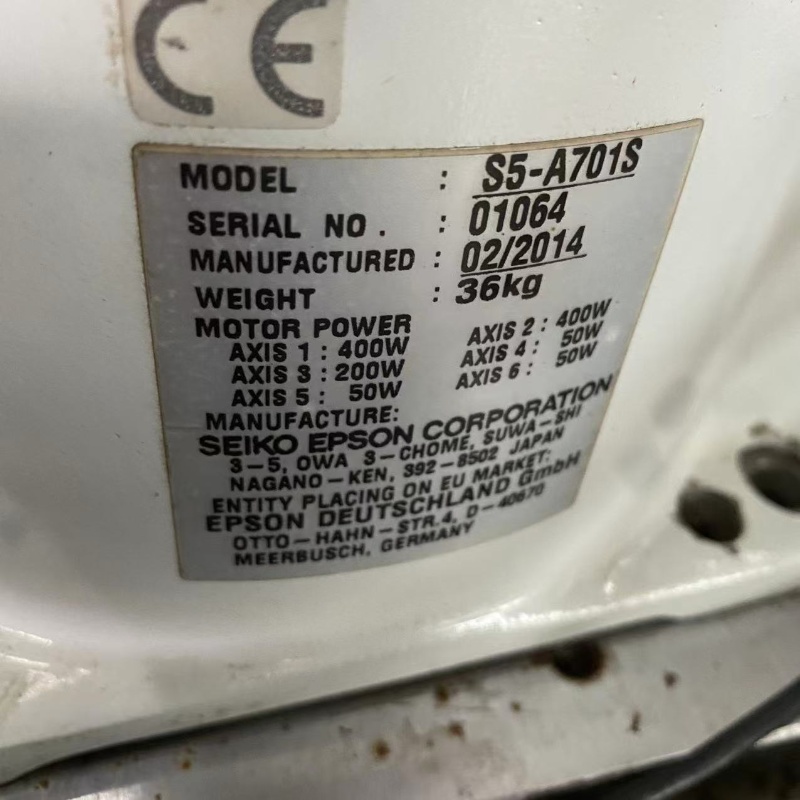 CE
MODEL : S5-A701S
SERIAL NO. : 01064
MANUFACTURED : 02/2014
WEIGHT : 36kg
MOTOR POWER
AXIS 1 : 400W AXIS 2 : 400W
AXIS 3 : 200W AXIS 4 : 50W
AXIS 5 : 50W AXIS 6 : 50W
MANUFACTURE:
SEIKO EPSON CORPORATION
3-5, OWA 3-CHOME, SUWA-SHI
NAGANO-KEN, 392-8502 JAPAN
ENTITY PLACING ON EU MARKET:
EPSON DEUTSCHLAND GmbH
OTTO-HAHN-STR.4, D-40670
MEERBUSCH, GERMANY